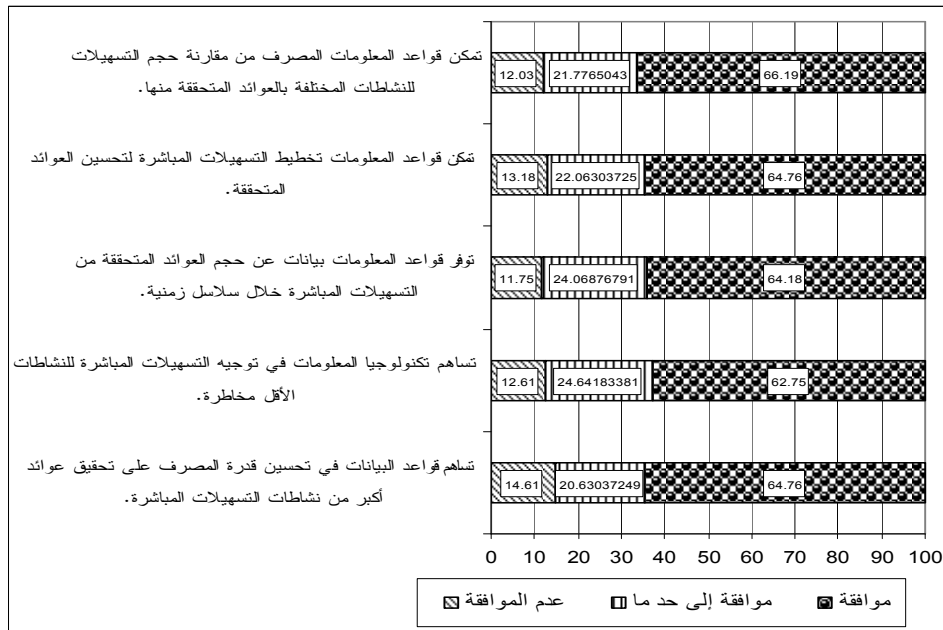 تمكن قواعد المعلومات المصرف من مقارنة حجم التسهيلات
للنشاطات المختلفة بالعوائد المتحققة منها.
12.03 21.7765043 66.19
تمكن قواعد المعلومات تخطيط التسهيلات المباشرة لتحسين العوائد
المتحققة.
13.18 22.06303725 64.76
توفر قواعد المعلومات بيانات عن حجم العوائد المتحققة من
التسهيلات المباشرة خلال سلاسل زمنية.
11.75 24.06876791 64.18
تساهم تكنولوجيا المعلومات في توجيه التسهيلات المباشرة للنشاطات
الأقل مخاطرة.
12.61 24.64183381 62.75
تساهم قواعد البيانات في تحسين قدرة المصرف على تحقيق عوائد
أكبر من نشاطات التسهيلات المباشرة.
14.61 20.63037249 64.76
0 10 20 30 40 50 60 70 80 90 100
موافقة موافقة إلى حد ما عدم الموافقة